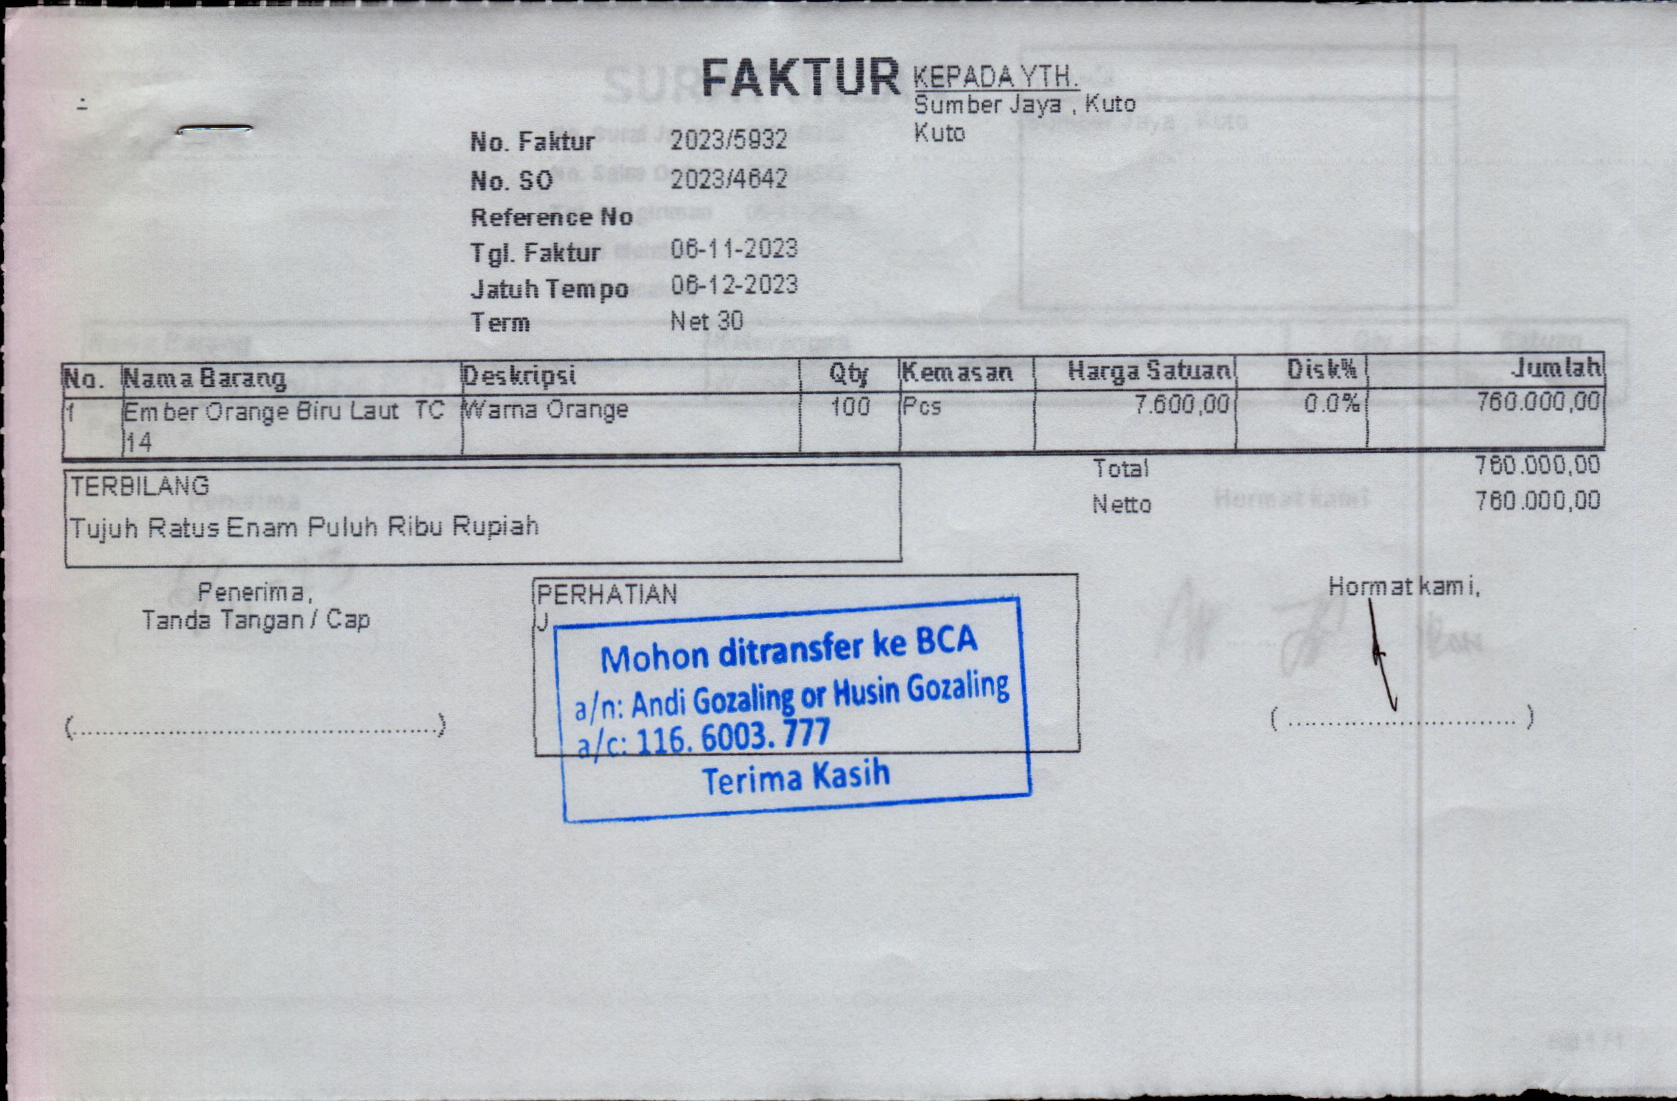 FAKTUR
KEPADA YTH.
Sumber Jaya , Kuto
Kuto
No. Faktur 2023/5932
No. SO 2023/4642
Reference No
Tgl. Faktur 06-11-2023
Jatuh Tempo 06-12-2023
Term Net 30
No. Nama Barang Deskripsi Qty Kemasan Harga Satuan Disk% Jumlah
1 Ember Orange Biru Laut TC Warna Orange 100 Pcs 7.600,00 0.0% 760.000,00
14
Total 760.000,00
Netto 760.000,00
TERBILANG
Tujuh Ratus Enam Puluh Ribu Rupiah
Penerima,
Tanda Tangan / Cap
(................................................)
PERHATIAN
J
Mohon ditransfer ke BCA
a/n: Andi Gozaling or Husin Gozaling
a/c: 116. 6003. 777
Terima Kasih
Hormat kami,
( .............................. )